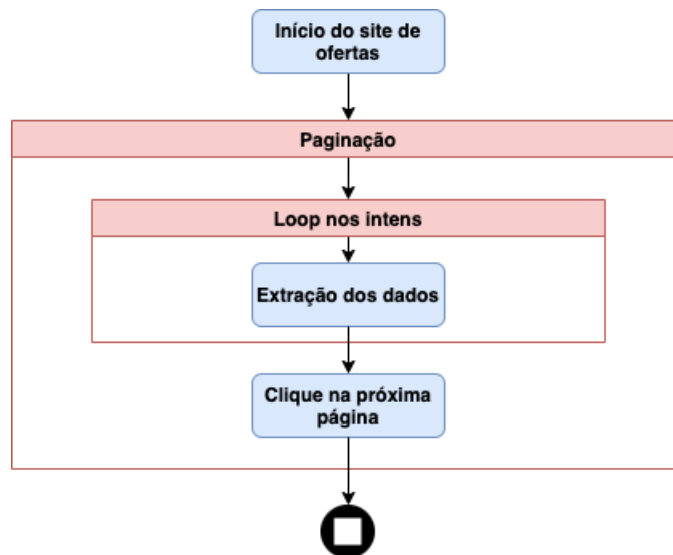 Início do site de
ofertas
Paginação
Loop nos intens
Extração dos dados
Clique na próxima
página